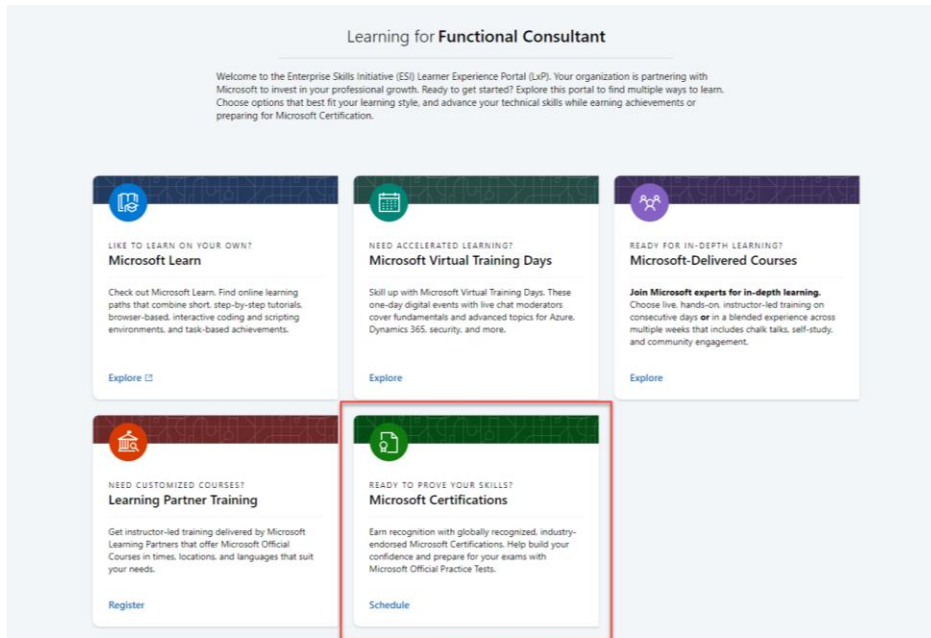 Learning for Functional Consultant
Welcome to the Enterprise Skills Initiative (ESI) Learner Experience Portal (LxP). Your organization is partnering with
Microsoft to invest in your professional growth. Ready to get started? Explore this portal to find multiple ways to learn.
Choose options that best fit your learning style, and advance your technical skills while earning achievements or
preparing for Microsoft Certification.
LIKE TO LEARN ON YOUR OWN?
Microsoft Learn
Check out Microsoft Learn. Find online learning
paths that combine short, step-by-step tutorials,
browser-based, interactive coding and scripting
environments, and task-based achievements.
Explore
NEED ACCELERATED LEARNING?
Microsoft Virtual Training Days
Skill up with Microsoft Virtual Training Days. These
one-day digital events with live chat moderators
cover fundamentals and advanced topics for Azure,
Dynamics 365, security, and more.
Explore
READY FOR IN-DEPTH LEARNING?
Microsoft-Delivered Courses
Join Microsoft experts for in-depth learning.
Choose live, hands-on, instructor-led training on
consecutive days or in a blended experience across
multiple weeks that includes chalk talks, self-study,
and community engagement.
Explore
NEED CUSTOMIZED COURSES?
Learning Partner Training
Get instructor-led training delivered by Microsoft
Learning Partners that offer Microsoft Official
Courses in times, locations, and languages that suit
your needs.
Register
READY TO PROVE YOUR SKILLS?
Microsoft Certifications
Earn recognition with globally recognized, industry-
endorsed Microsoft Certifications. Help build your
confidence and prepare for your exams with
Microsoft Official Practice Tests.
Schedule